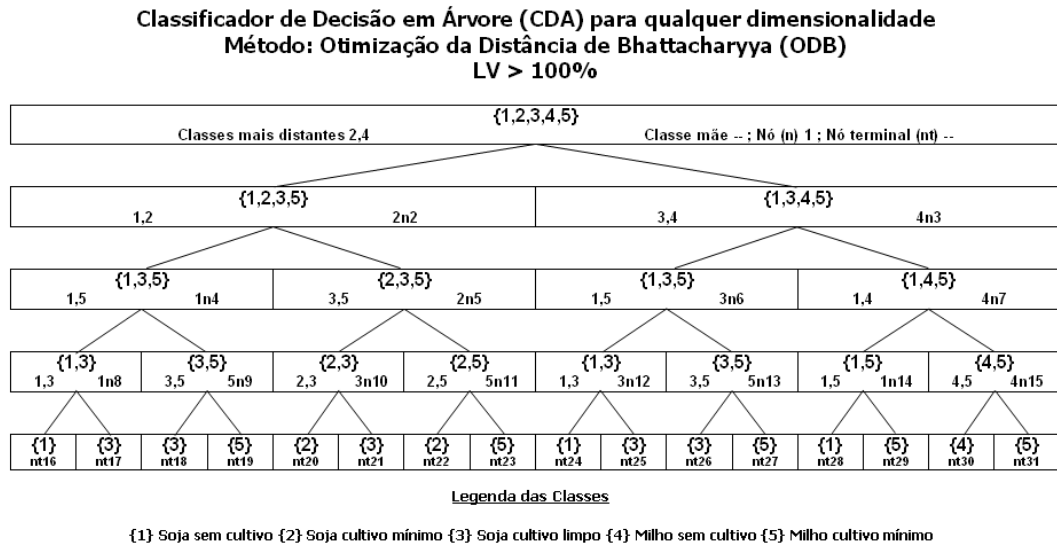 Classificador de Decisão em Árvore (CDA) para qualquer dimensionalidade
Método: Otimização da Distância de Bhattacharyya (ODB)
LV > 100%
{1,2,3,4,5}
Classes mais distantes 2,4 Classe mãe -- ; Nó (n) 1 ; Nó terminal (nt) --
{1,2,3,5} {1,3,4,5}
1,2 2n2 3,4 4n3
{1,3,5} {2,3,5} {1,3,5} {1,4,5}
1,5 1n4 3,5 2n5 1,5 3n6 1,4 4n7
{1,3} {3,5} {2,3} {2,5} {1,3} {3,5} {1,5} {4,5}
1,3 1n8 3,5 5n9 2,3 3n10 2,5 5n11 1,3 3n12 3,5 5n13 1,5 1n14 4,5 4n15
{1} {3} {3} {5} {2} {3} {2} {5} {1} {3} {3} {5} {1} {5} {4} {5}
nt16 nt17 nt18 nt19 nt20 nt21 nt22 nt23 nt24 nt25 nt26 nt27 nt28 nt29 nt30 nt31
Legenda das Classes
{1} Soja sem cultivo {2} Soja cultivo mínimo {3} Soja cultivo limpo {4} Milho sem cultivo {5} Milho cultivo mínimo